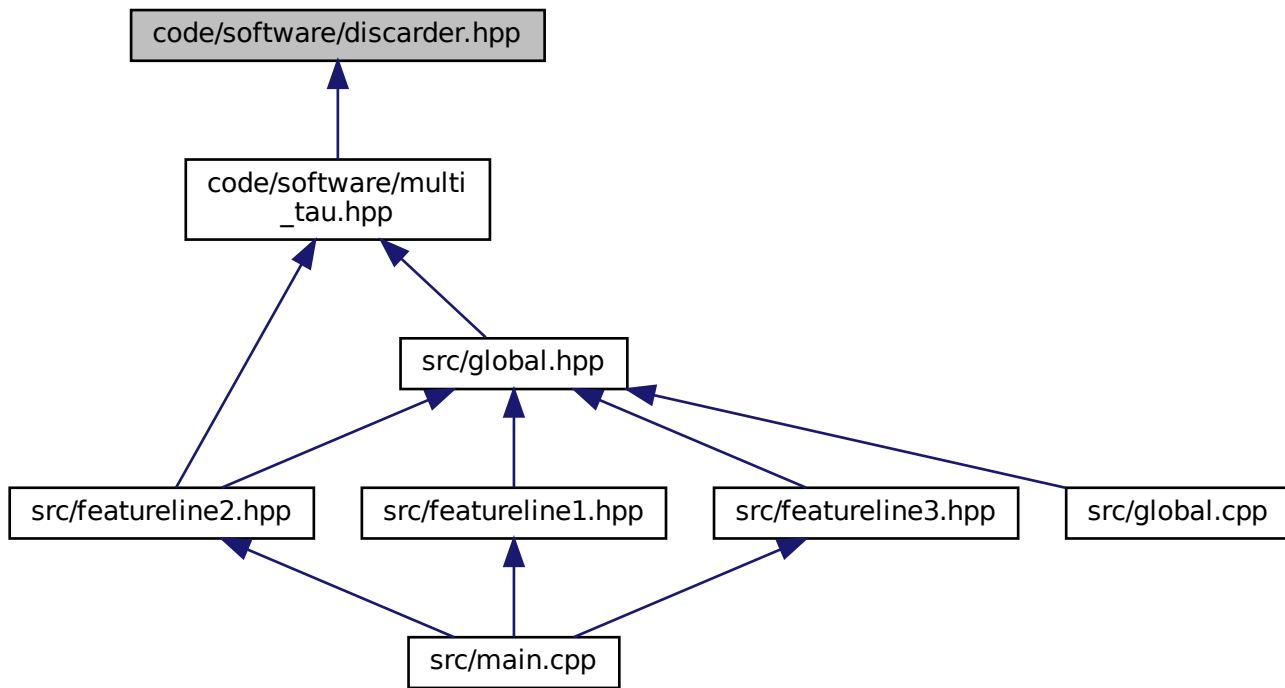 code/software/discarder.hpp
code/software/multi
_tau.hpp
src/global.hpp
src/featureline2.hpp
src/featureline1.hpp
src/featureline3.hpp
src/global.cpp
src/main.cpp